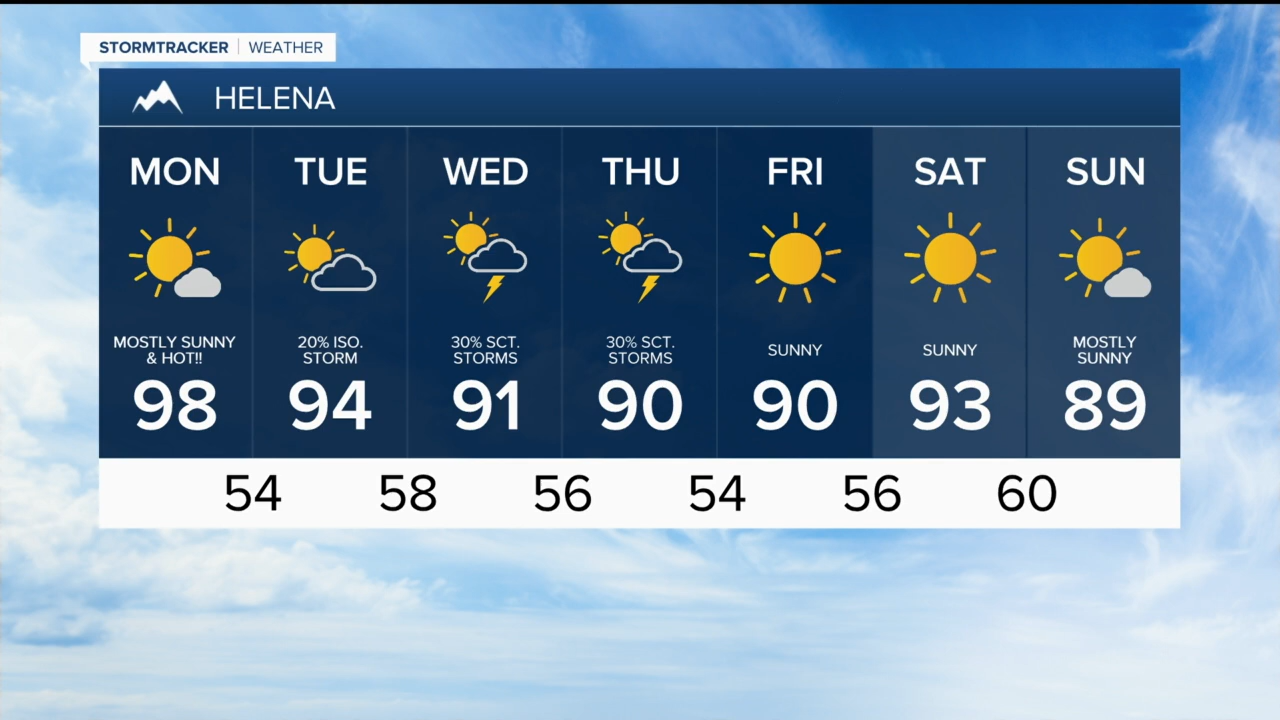 STORMTRACKER | WEATHER
HELENA
MON TUE WED THU FRI SAT SUN
MOSTLY SUNNY
& HOT!!
20% ISO.
STORM
30% SCT.
STORMS
30% SCT.
STORMS
SUNNY
SUNNY
MOSTLY
SUNNY
98 94 91 90 90 93 89
54 58 56 54 56 60